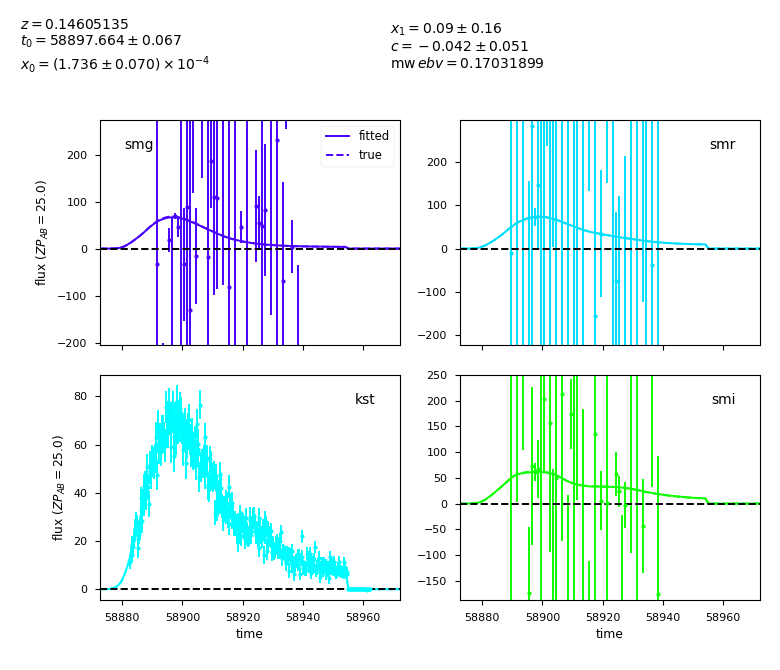 z = 0.14605135
t0 = 58897.664 ± 0.067
x0 = (1.736 ± 0.070) × 10^−4
x1 = 0.09 ± 0.16
c = −0.042 ± 0.051
mw ebv = 0.17031899
smg
fitted
true
200
100
0
−100
−200
flux (ZP_AB = 25.0)
smr
200
100
0
−100
−200
kst
80
60
40
20
0
flux (ZP_AB = 25.0)
58880 58900 58920 58940 58960
time
smi
250
200
150
100
50
0
−50
−100
−150
58880 58900 58920 58940 58960
time